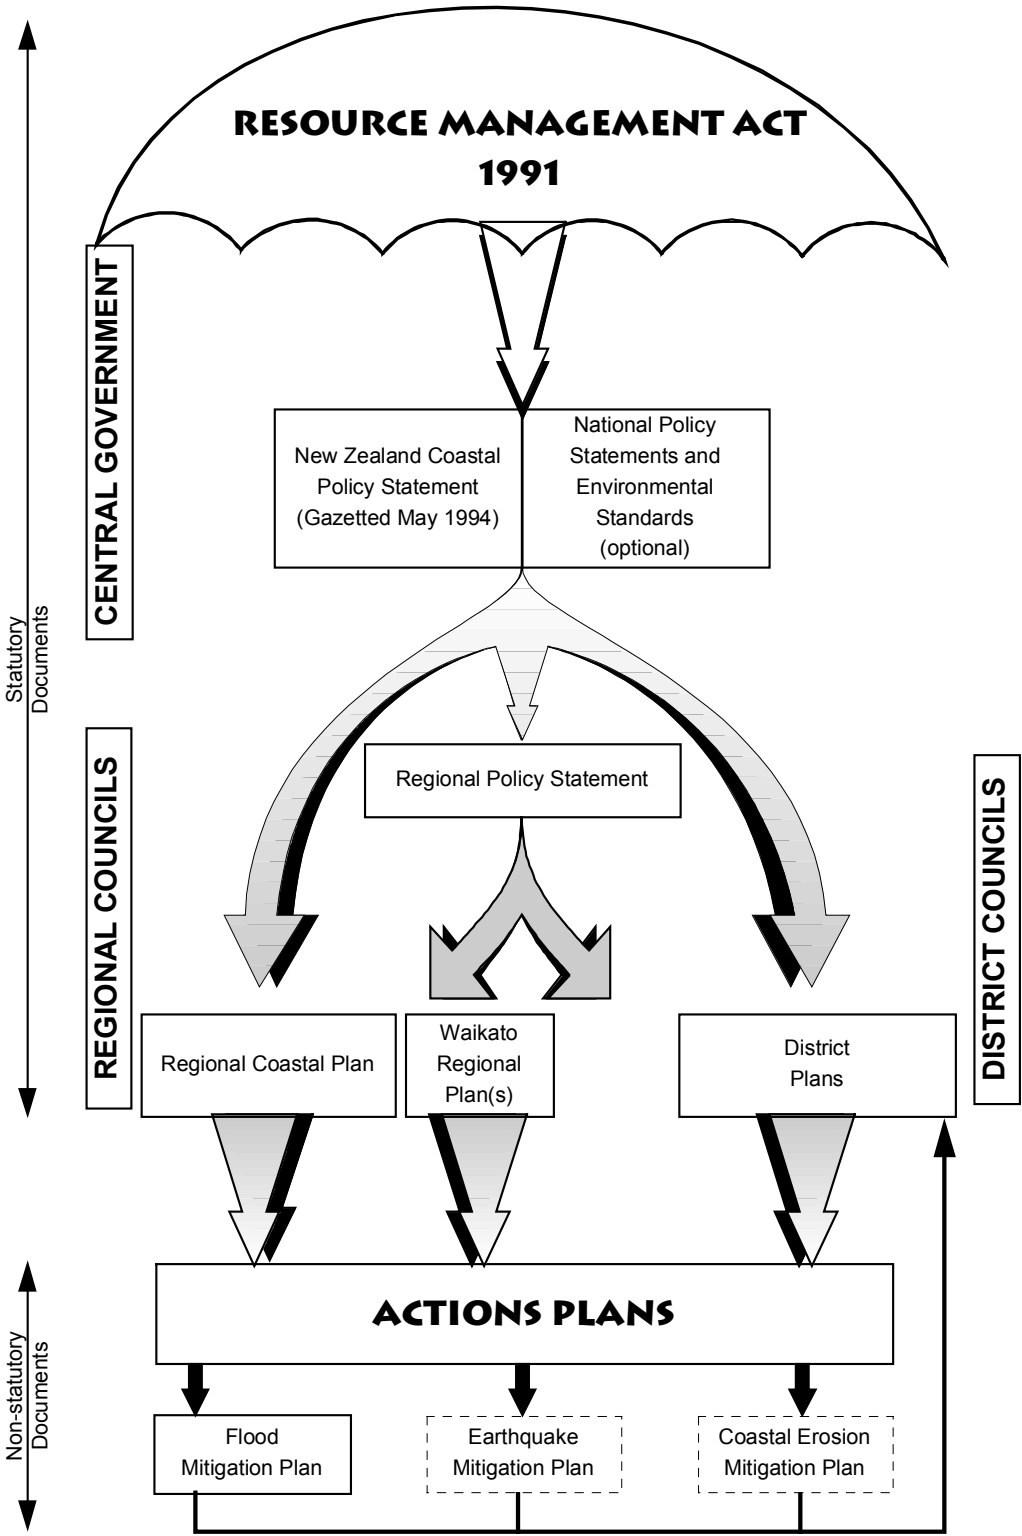 RESOURCE MANAGEMENT ACT
1991
CENTRAL GOVERNMENT
New Zealand Coastal
Policy Statement
(Gazetted May 1994)
National Policy
Statements and
Environmental
Standards
(optional)
Statutory
Documents
REGIONAL COUNCILS
DISTRICT COUNCILS
Regional Policy Statement
Regional Coastal Plan
Waikato
Regional
Plan(s)
District
Plans
ACTIONS PLANS
Non-statutory
Documents
Flood
Mitigation Plan
Earthquake
Mitigation Plan
Coastal Erosion
Mitigation Plan